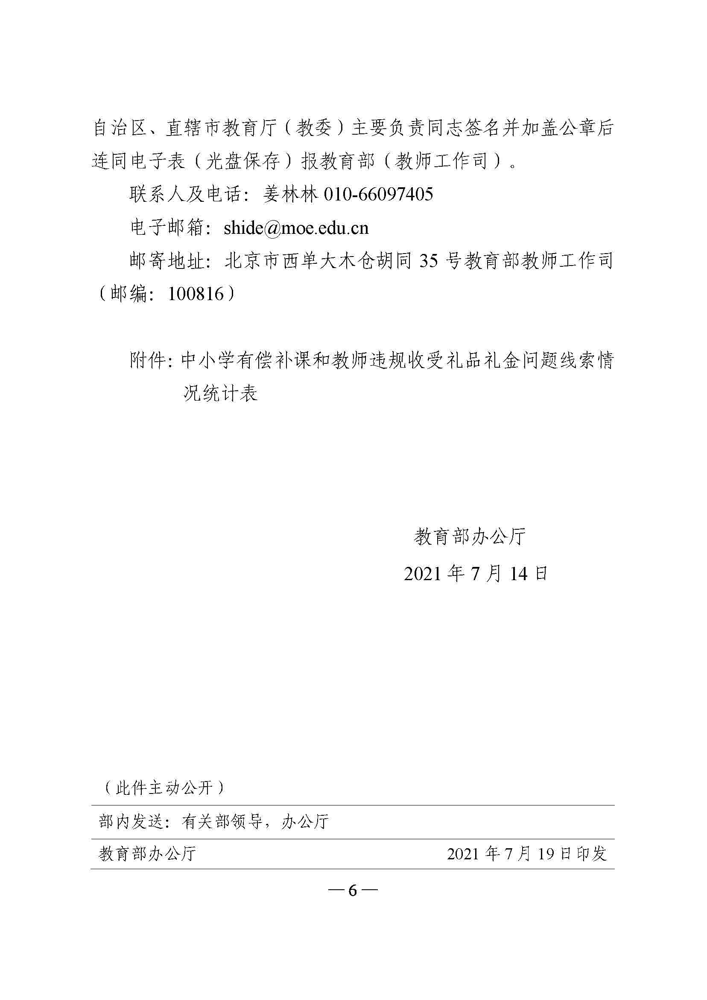 自治区、直辖市教育厅（教委）主要负责同志签名并加盖公章后
连同电子表（光盘保存）报教育部（教师工作司）。
联系人及电话：姜林林 010-66097405
电子邮箱：shide@moe.edu.cn
邮寄地址：北京市西单大木仓胡同 35 号教育部教师工作司
（邮编：100816）
附件：中小学有偿补课和教师违规收受礼品礼金问题线索情
况统计表
教育部办公厅
2021 年 7 月 14 日
（此件主动公开）
部内发送：有关部领导，办公厅
教育部办公厅 2021 年 7 月 19 日印发
— 6 —